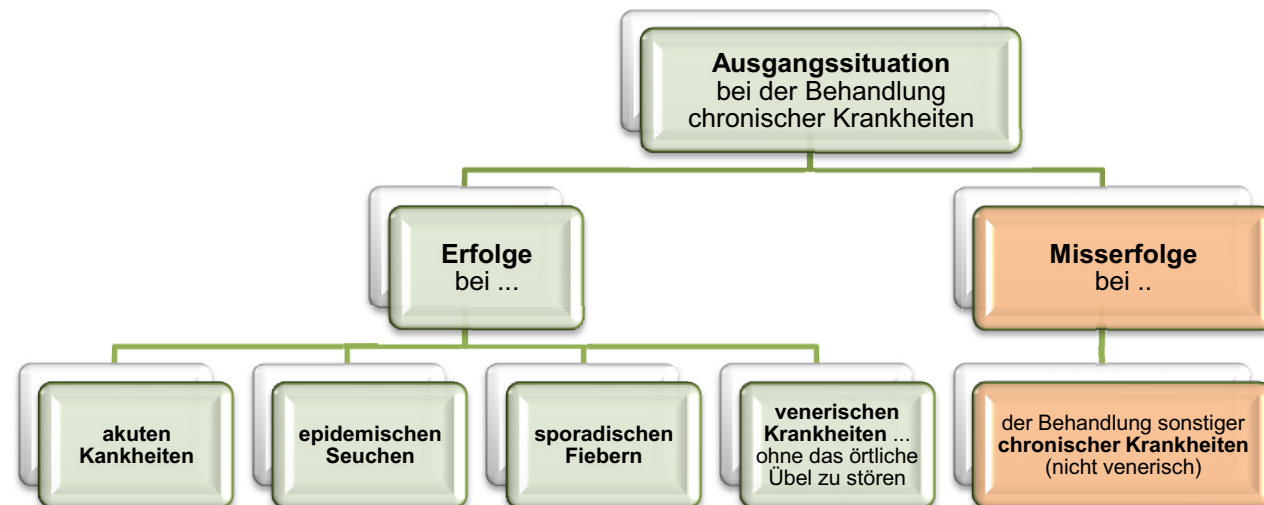 Ausgangssituation
bei der Behandlung
chronischer Krankheiten
Erfolge
bei ...
Misserfolge
bei ..
akuten
Kankheiten
epidemischen
Seuchen
sporadischen
Fiebern
venerischen
Krankheiten ...
ohne das örtliche
Übel zu stören
der Behandlung sonstiger
chronischer Krankheiten
(nicht venerisch)